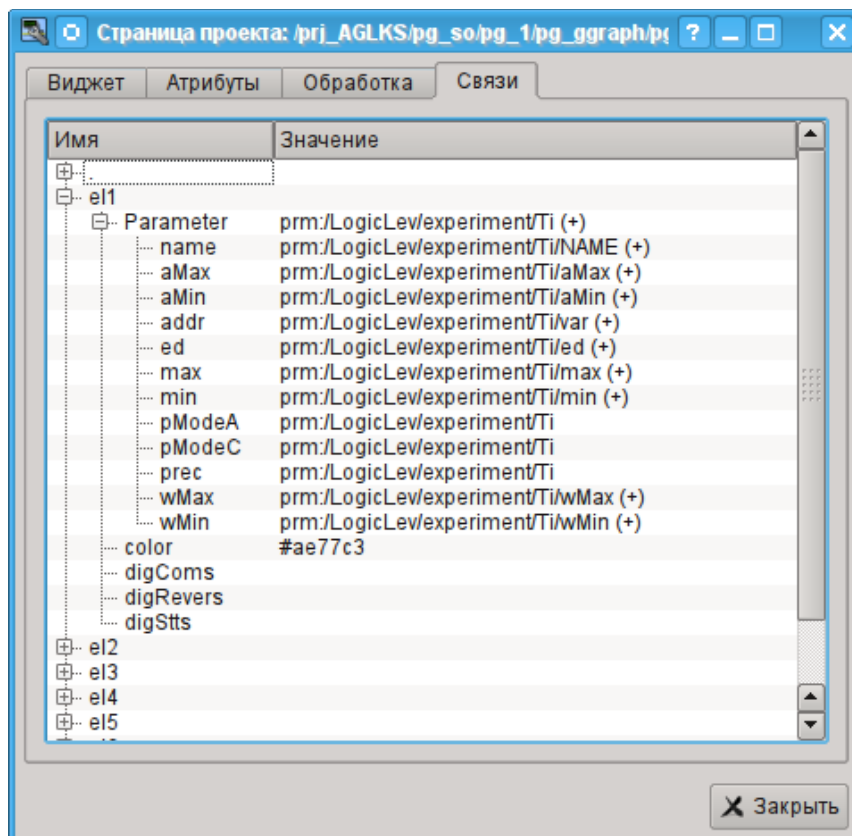 Страница проекта: /prj_AGLKS/pg_so/pg_1/pg_ggraph/pg
Виджет Атрибуты Обработка Связи
Имя Значение
.
el1
Parameter prm:/LogicLev/experiment/Ti (+)
name prm:/LogicLev/experiment/Ti/NAME (+)
aMax prm:/LogicLev/experiment/Ti/aMax (+)
aMin prm:/LogicLev/experiment/Ti/aMin (+)
addr prm:/LogicLev/experiment/Ti/var (+)
ed prm:/LogicLev/experiment/Ti/ed (+)
max prm:/LogicLev/experiment/Ti/max (+)
min prm:/LogicLev/experiment/Ti/min (+)
pModeA prm:/LogicLev/experiment/Ti
pModeC prm:/LogicLev/experiment/Ti
prec prm:/LogicLev/experiment/Ti
wMax prm:/LogicLev/experiment/Ti/wMax (+)
wMin prm:/LogicLev/experiment/Ti/wMin (+)
color #ae77c3
digComs
digRevers
digStts
el2
el3
el4
el5
Закрыть